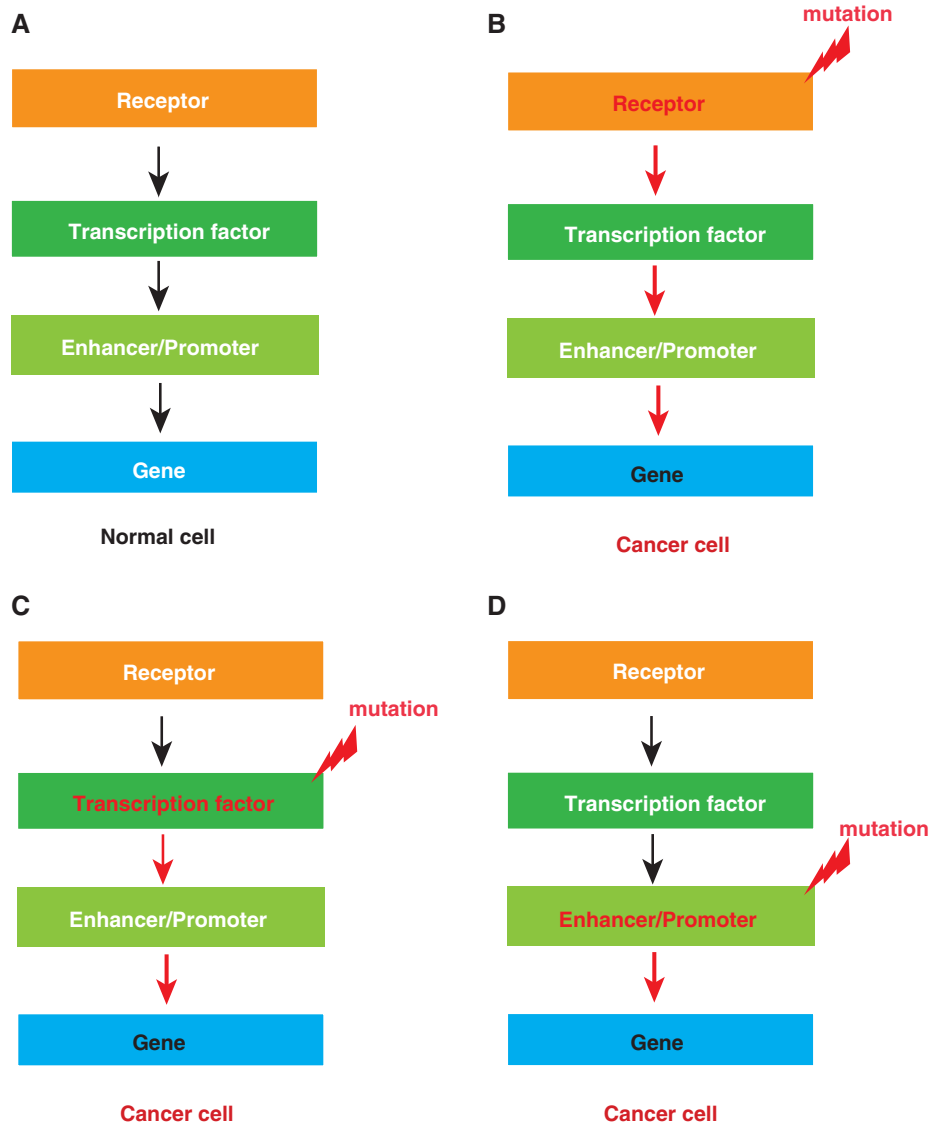 A
Receptor
Transcription factor
Enhancer/Promoter
Gene
Normal cell
B
mutation
Receptor
Transcription factor
Enhancer/Promoter
Gene
Cancer cell
C
Receptor
mutation
Transcription factor
Enhancer/Promoter
Gene
Cancer cell
D
Receptor
Transcription factor
mutation
Enhancer/Promoter
Gene
Cancer cell